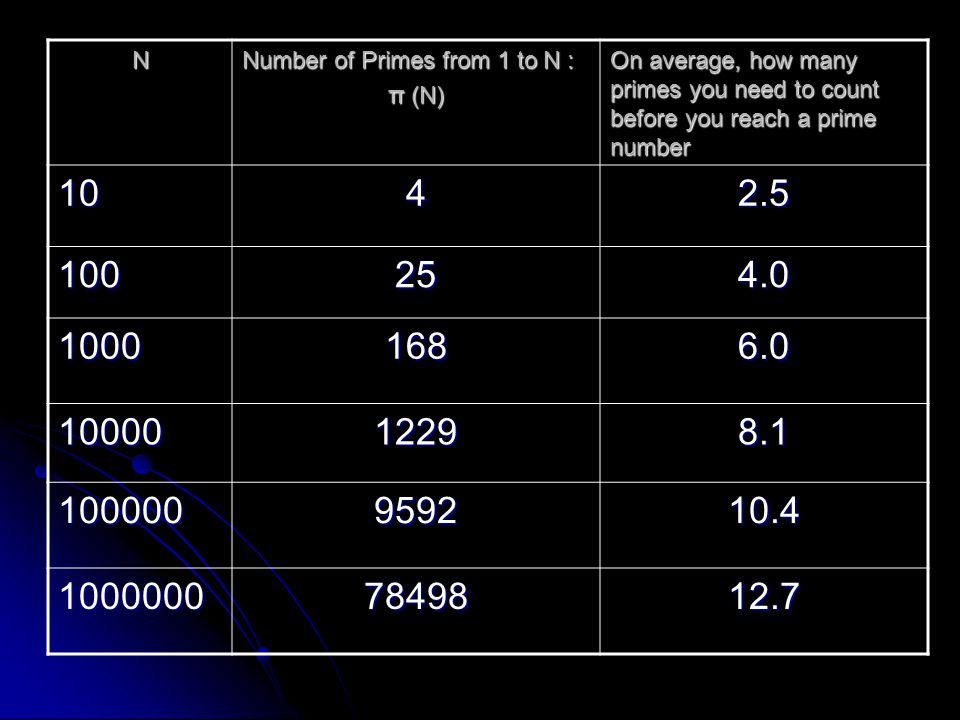 N
Number of Primes from 1 to N :
π (N)
On average, how many
primes you need to count
before you reach a prime
number
10
4
2.5
100
25
4.0
1000
168
6.0
10000
1229
8.1
100000
9592
10.4
1000000
78498
12.7